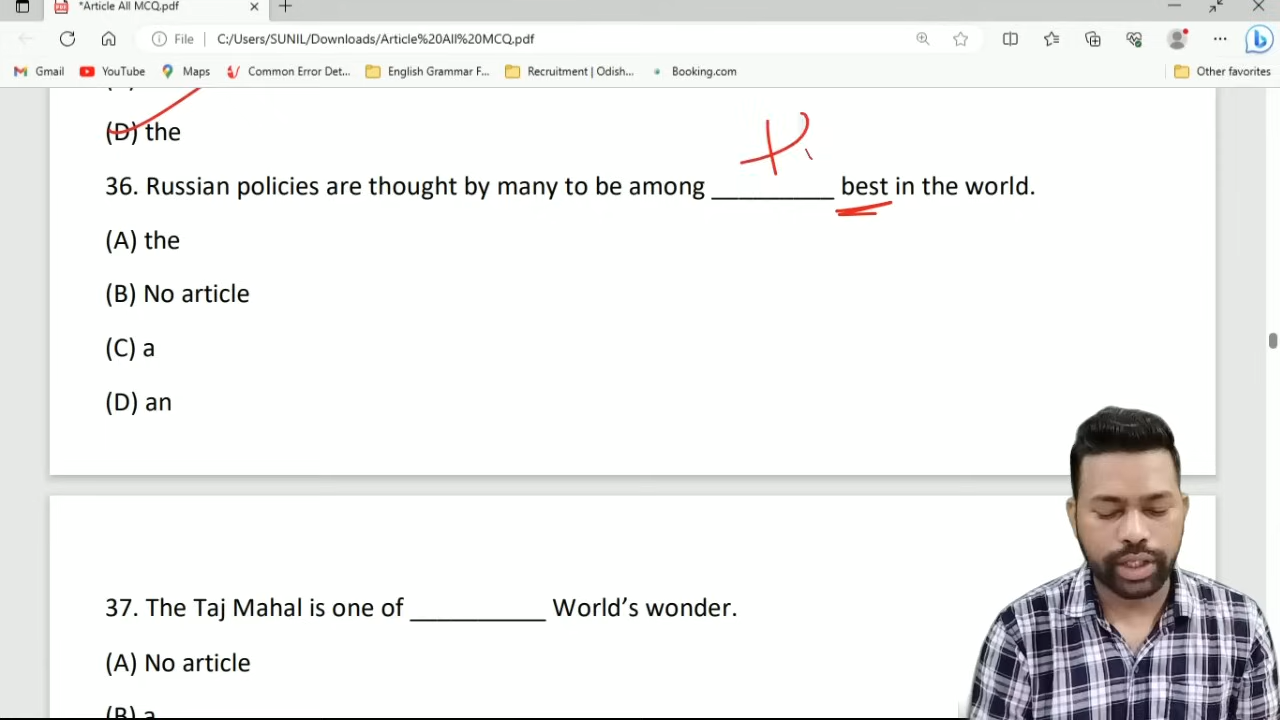 *Article All MCQ.pdf
File
C:/Users/SUNIL/Downloads/Article%20All%20MCQ.pdf
Gmail
YouTube
Maps
Common Error Det...
English Grammar F...
Recruitment | Odish...
Booking.com
Other favorites
(D) the
36. Russian policies are thought by many to be among __________ best in the world.
(A) the
(B) No article
(C) a
(D) an
37. The Taj Mahal is one of ___________ World’s wonder.
(A) No article
(B) a